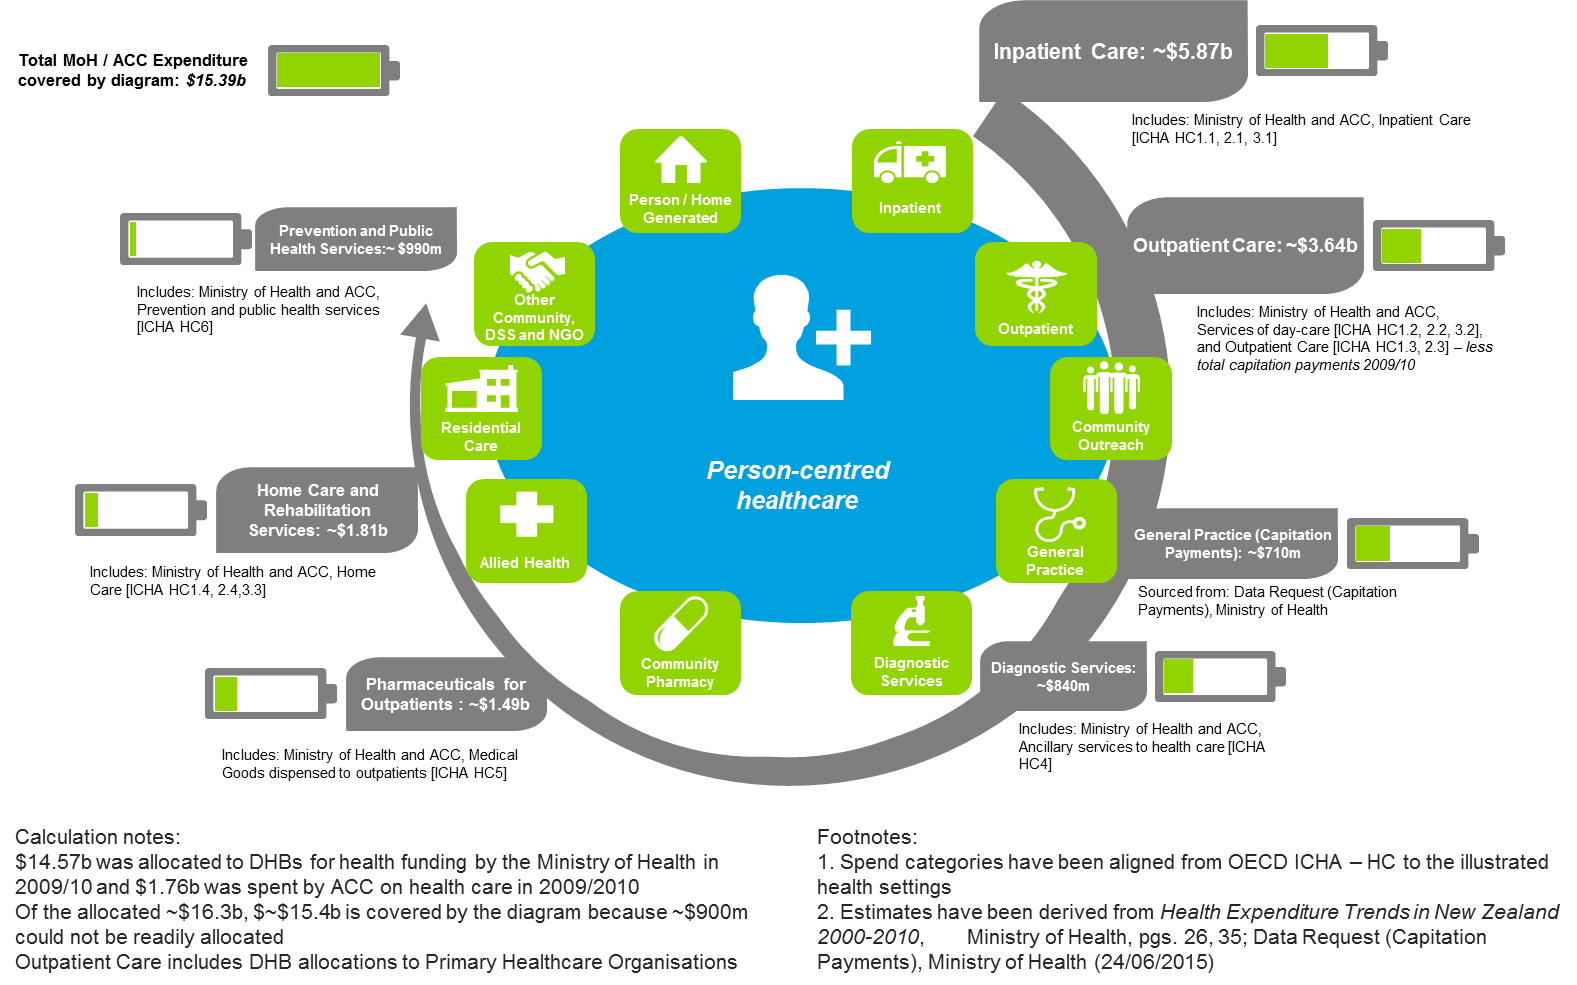 Total MoH / ACC Expenditure
covered by diagram: $15.39b
Inpatient Care: ~$5.87b
Includes: Ministry of Health and ACC, Inpatient Care
[ICHA HC1.1, 2.1, 3.1]
Person / Home
Generated
Inpatient
Prevention and Public
Health Services:~ $990m
Includes: Ministry of Health and ACC,
Prevention and public health services
[ICHA HC6]
Other
Community,
DSS and NGO
Outpatient
Outpatient Care: ~$3.64b
Includes: Ministry of Health and ACC,
Services of day-care [ICHA HC1.2, 2.2, 3.2],
and Outpatient Care [ICHA HC1.3, 2.3] – less
total capitation payments 2009/10
Residential
Care
Community
Outreach
Person-centred
healthcare
Home Care and
Rehabilitation
Services: ~$1.81b
Includes: Ministry of Health and ACC, Home
Care [ICHA HC1.4, 2.4,3.3]
Allied Health
General
Practice
General Practice (Capitation
Payments): ~$710m
Sourced from: Data Request (Capitation
Payments), Ministry of Health
Community
Pharmacy
Diagnostic
Services
Diagnostic Services:
~$840m
Includes: Ministry of Health and ACC,
Ancillary services to health care [ICHA
HC4]
Pharmaceuticals for
Outpatients : ~$1.49b
Includes: Ministry of Health and ACC, Medical
Goods dispensed to outpatients [ICHA HC5]
Calculation notes:
$14.57b was allocated to DHBs for health funding by the Ministry of Health in
2009/10 and $1.76b was spent by ACC on health care in 2009/2010
Of the allocated ~$16.3b, $~$15.4b is covered by the diagram because ~$900m
could not be readily allocated
Outpatient Care includes DHB allocations to Primary Healthcare Organisations
Footnotes:
1. Spend categories have been aligned from OECD ICHA – HC to the illustrated
health settings
2. Estimates have been derived from Health Expenditure Trends in New Zealand
2000-2010, Ministry of Health, pgs. 26, 35; Data Request (Capitation
Payments), Ministry of Health (24/06/2015)